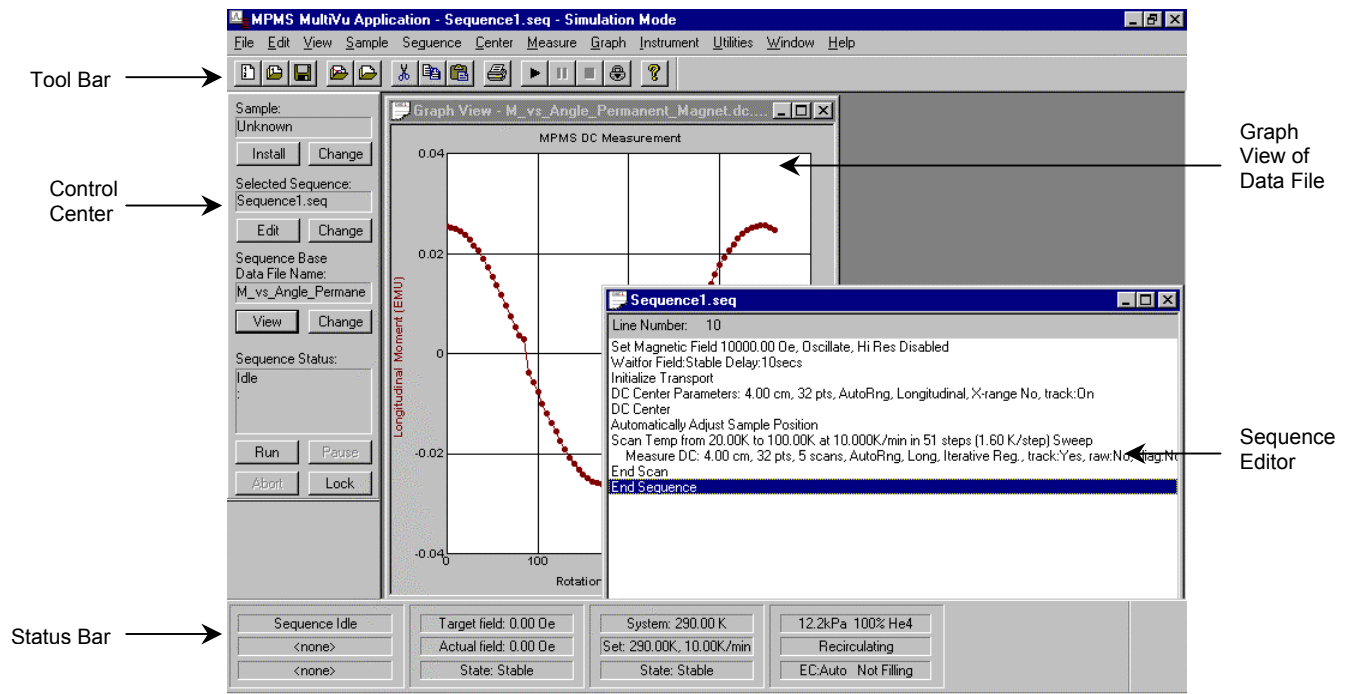 MPMS MultiVu Application - Sequence1.seq - Simulation Mode
File Edit View Sample Sequence Center Measure Graph Instrument Utilities Window Help
Tool Bar
Sample:
Unknown
Install Change
Control
Center
Selected Sequence:
Sequence1.seq
Edit Change
Sequence Base
Data File Name:
M_vs_Angle_Permane
View Change
Sequence Status:
Idle
:
Run Pause
Abort Lock
Graph View - M_vs_Angle_Permanent_Magnet.dc....
MPMS DC Measurement
0.04
0.02
0
-0.02
-0.04
Longitudinal Moment (EMU)
0 100
Rotation
Graph
View of
Data File
Sequence1.seq
Line Number: 10
Set Magnetic Field 10000.00 Oe, Oscillate, Hi Res Disabled
Waitfor Field:Stable Delay:10secs
Initialize Transport
DC Center Parameters: 4.00 cm, 32 pts, AutoRng, Longitudinal, X-range No, track:On
DC Center
Automatically Adjust Sample Position
Scan Temp from 20.00K to 100.00K at 10.000K/min in 51 steps (1.60 K/step) Sweep
Measure DC: 4.00 cm, 32 pts, 5 scans, AutoRng, Long, Iterative Reg., track:Yes, raw:No, diag:No
End Scan
End Sequence
Sequence
Editor
Status Bar
Sequence Idle
<none>
<none>
Target field: 0.00 Oe
Actual field: 0.00 Oe
State: Stable
System: 290.00 K
Set: 290.00K, 10.00K/min
State: Stable
12.2kPa 100% He4
Recirculating
EC:Auto Not Filling